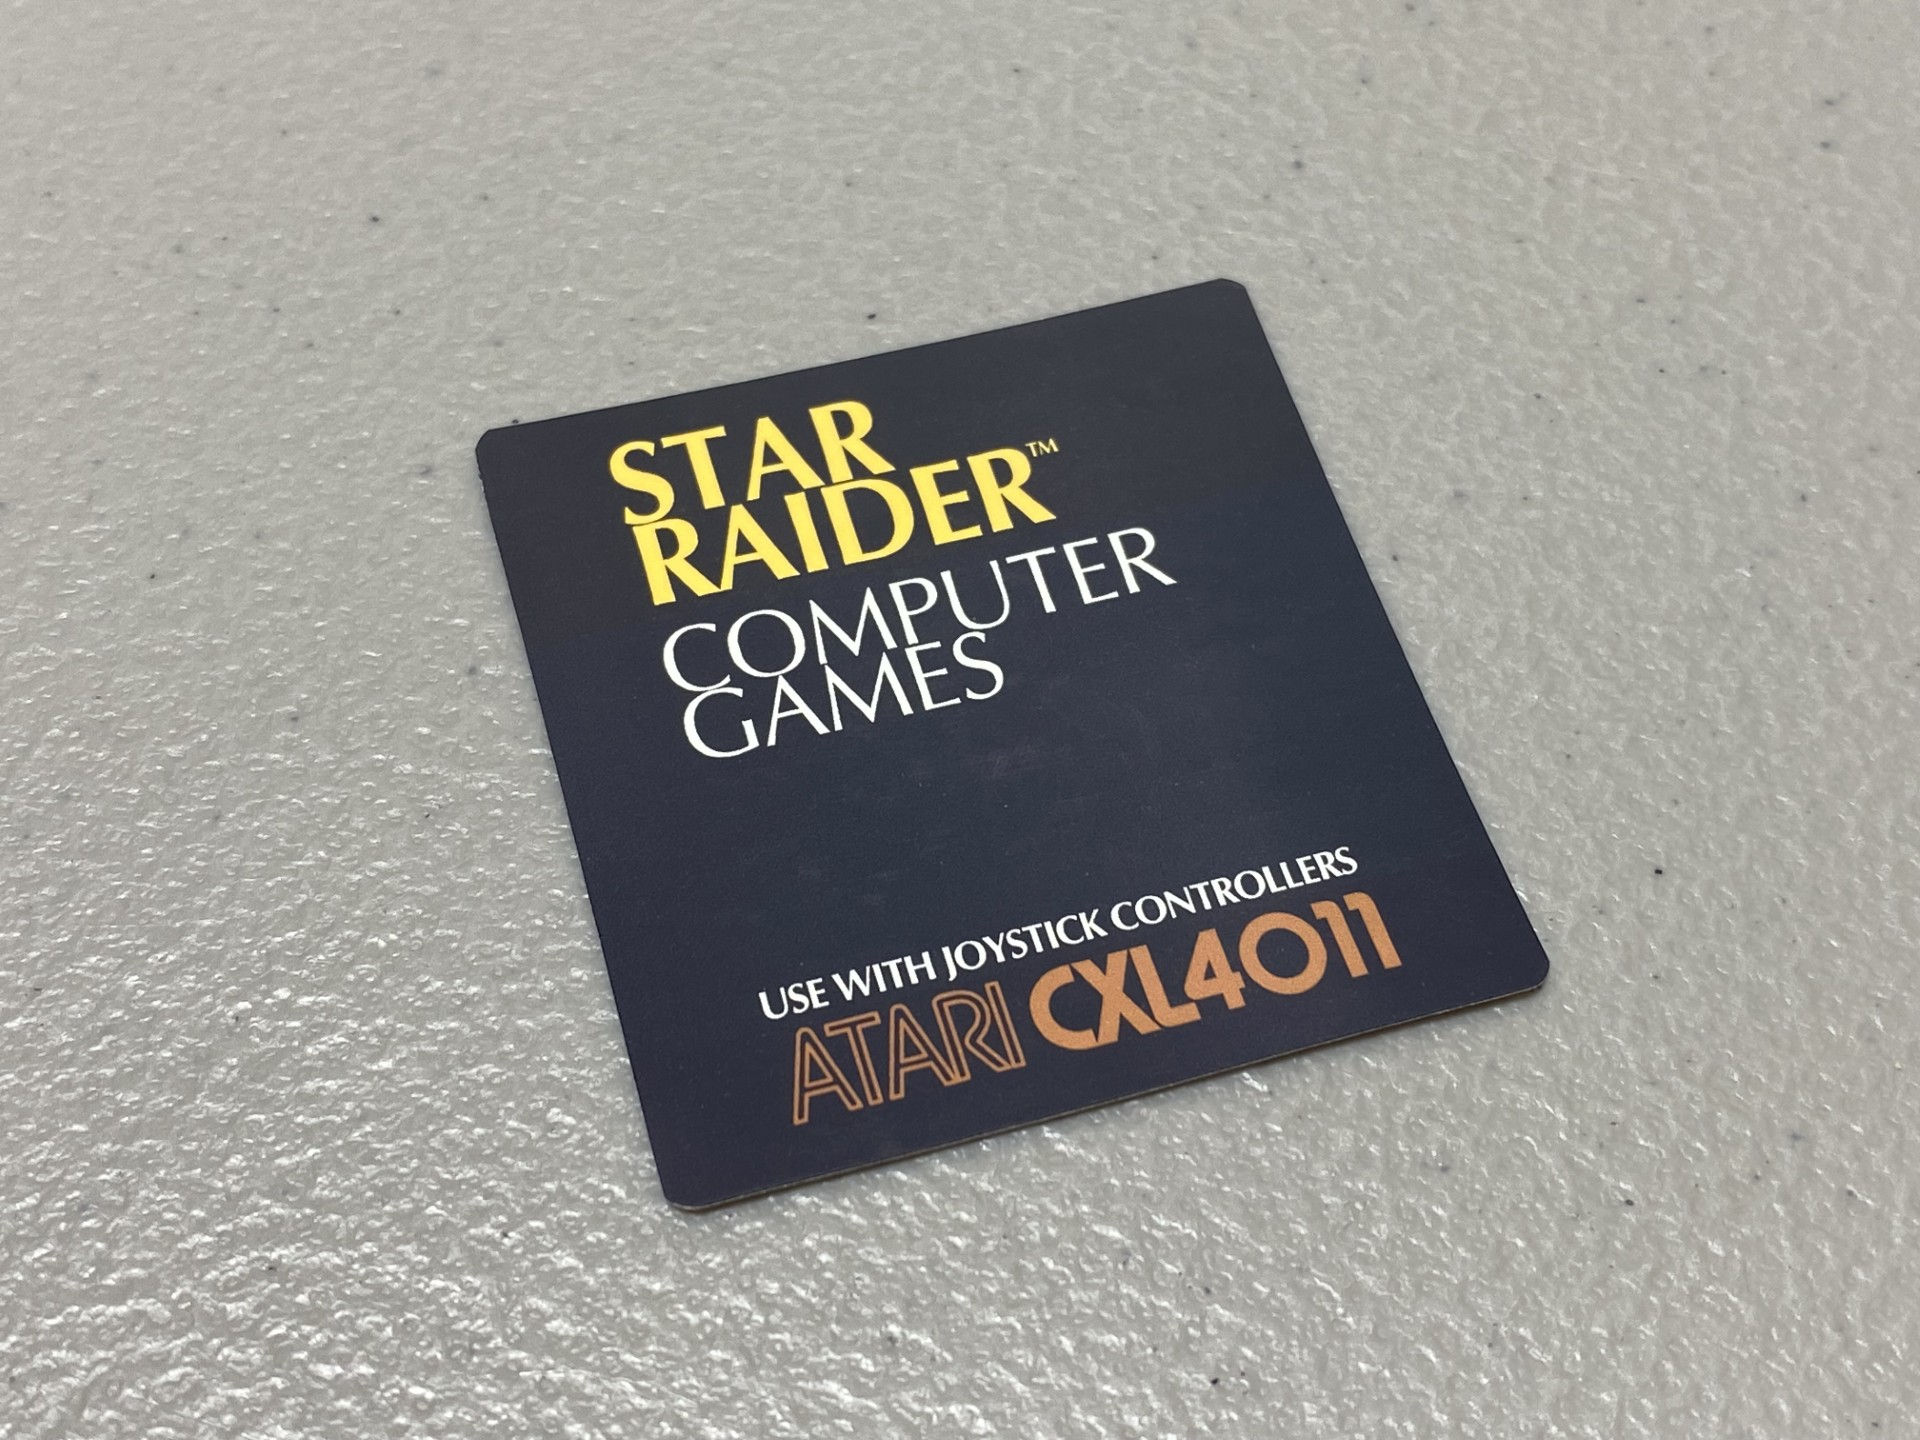 STAR
RAIDER™
COMPUTER
GAMES
USE WITH JOYSTICK CONTROLLERS
ATARI CXL4011